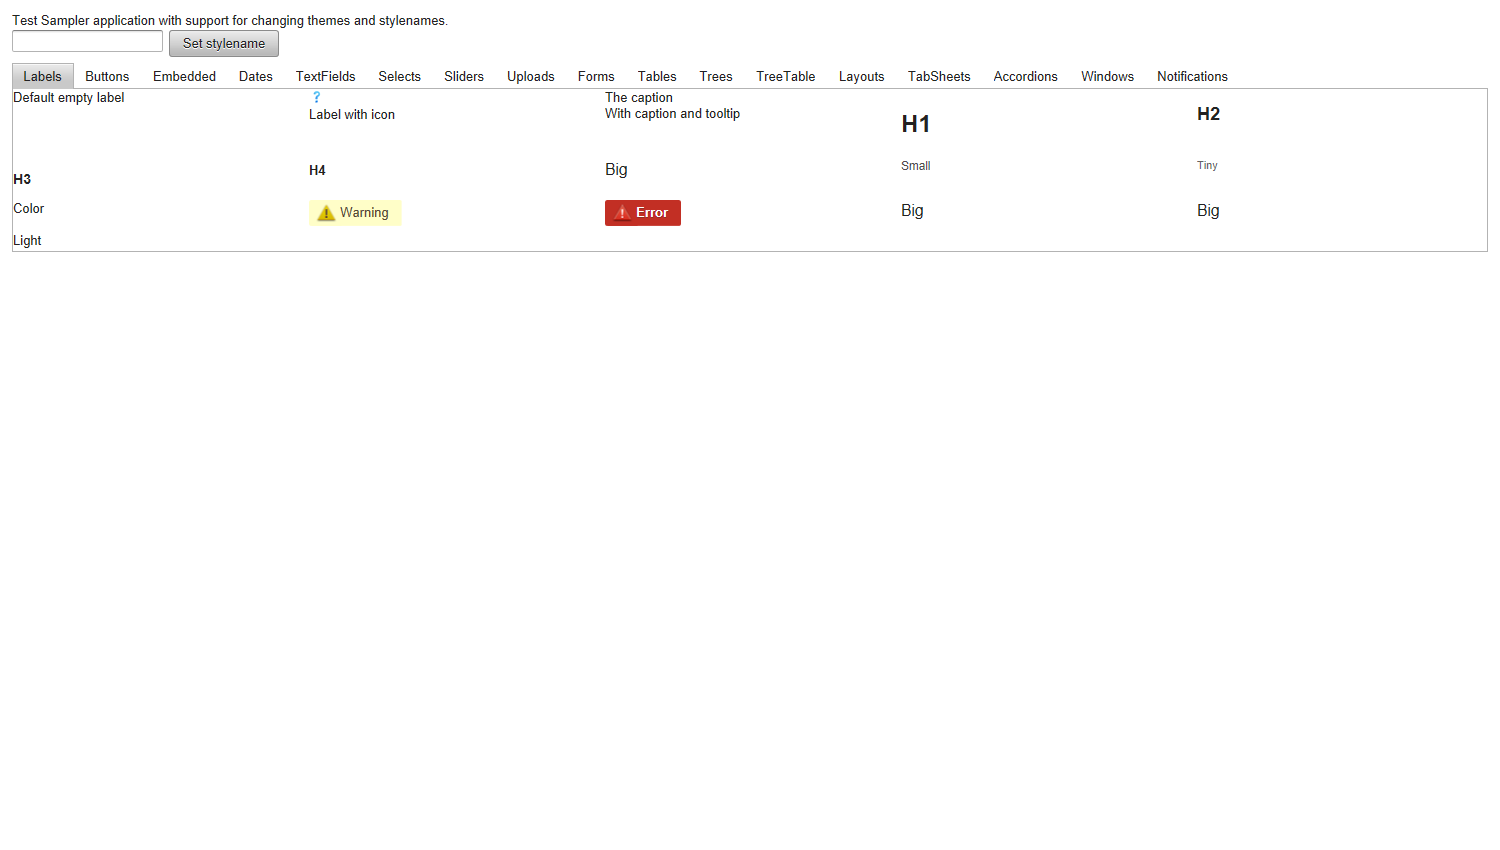 Test Sampler application with support for changing themes and stylenames.
Set stylename
Labels Buttons Embedded Dates TextFields Selects Sliders Uploads Forms Tables Trees TreeTable Layouts TabSheets Accordions Windows Notifications
Default empty label
?
Label with icon
The caption
With caption and tooltip
H1
H2
H3
H4
Big
Small
Tiny
Color
Warning
Error
Big
Big
Light